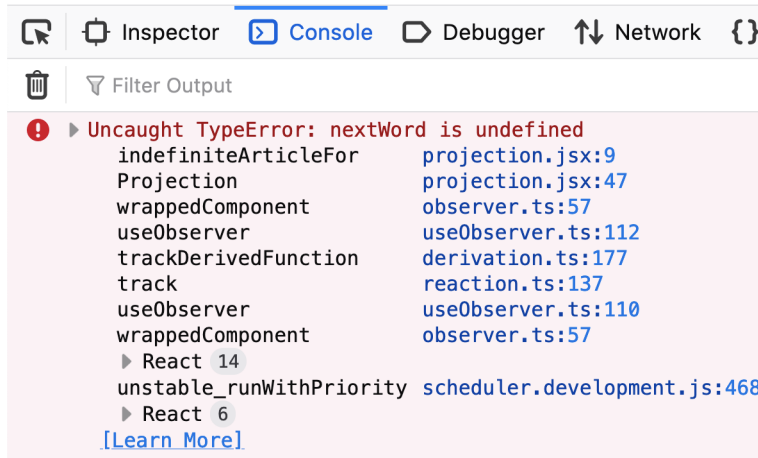 Inspector Console Debugger Network {}
Filter Output
Uncaught TypeError: nextWord is undefined
indefiniteArticleFor projection.jsx:9
Projection projection.jsx:47
wrappedComponent observer.ts:57
useObserver useObserver.ts:112
trackDerivedFunction derivation.ts:177
track reaction.ts:137
useObserver useObserver.ts:110
wrappedComponent observer.ts:57
React 14
unstable_runWithPriority scheduler.development.js:468
React 6
[Learn More]